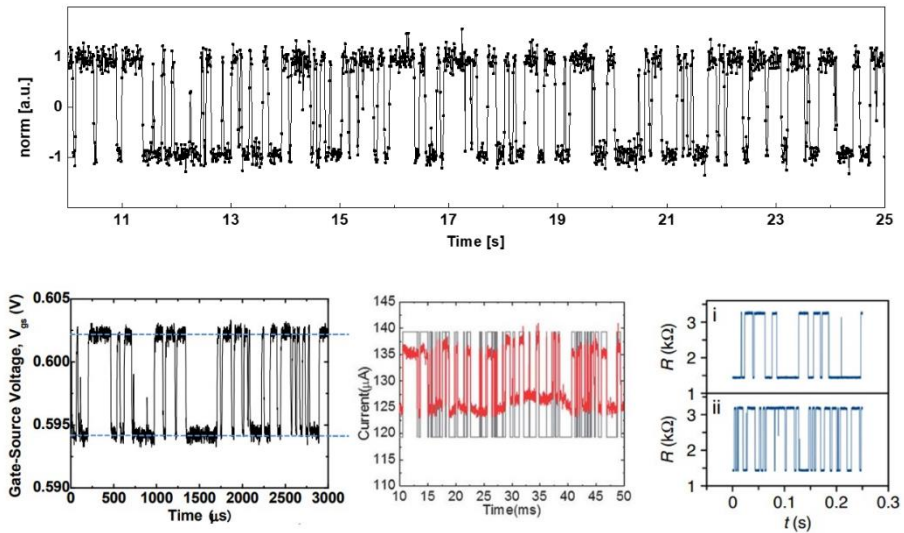 norm [a.u.]
1
0
-1
11 13 15 17 19 21 23 25
Time [s]
Gate-Source Voltage, Vgs (V)
0.605
0.600
0.595
0.590
0 500 1000 1500 2000 2500 3000
Time (μs)
Current(μA)
145
140
135
130
125
120
115
110
10 15 20 25 30 35 40 45 50
Time(ms)
i
R (kΩ)
3
2
1
ii
R (kΩ)
3
2
1
0 0.1 0.2 0.3
t (s)